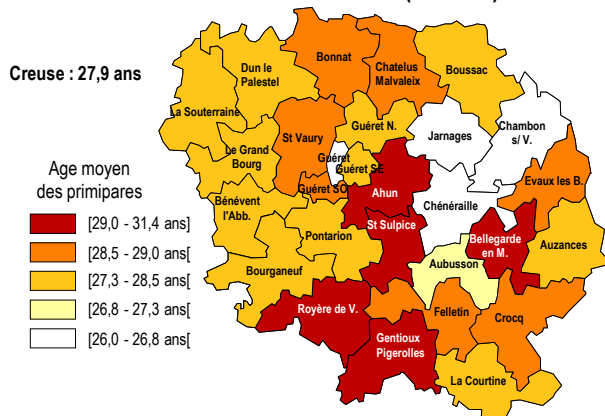 Creuse : 27,9 ans
Age moyen
des primipares
[29,0 - 31,4 ans]
[28,5 - 29,0 ans[
[27,3 - 28,5 ans[
[26,8 - 27,3 ans[
[26,0 - 26,8 ans[
Bonnat
Dun le
Palestel
Chatelus
Malvaleix
Boussac
La Souterraine
St Vaury
Guéret N.
Jarnages
Chambon
s/ V.
Le Grand
Bourg
Guéret
Guéret SE
Guéret SO
Ahun
Evaux les B.
Bénévent
l'Abb.
Chénéraille
St Sulpice
Pontarion
Bellegarde
en M.
Auzances
Bourganeuf
Aubusson
Royère de V.
Felletin
Crocq
Gentioux
Pigerolles
La Courtine